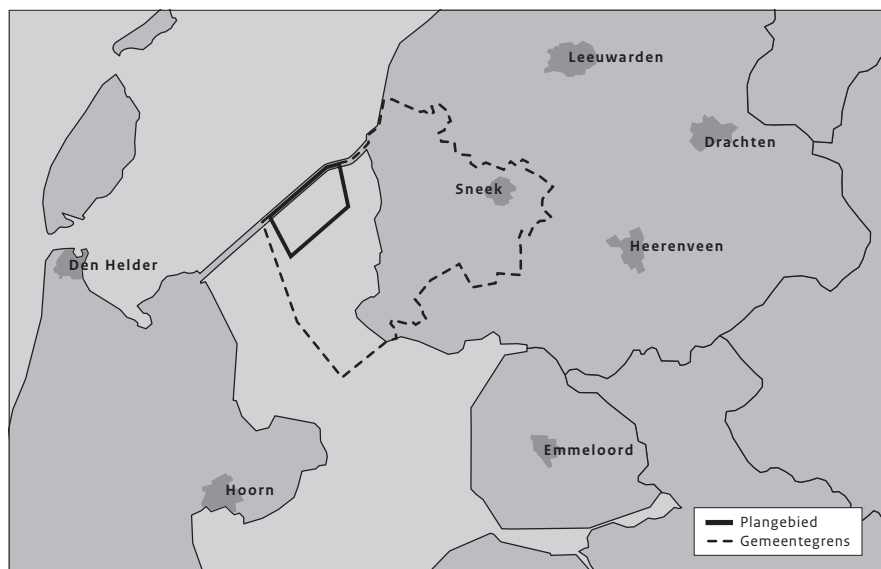 Leeuwarden
Drachten
Sneek
Heerenveen
Den Helder
Emmeloord
Hoorn
Plangebied
Gemeentegrens